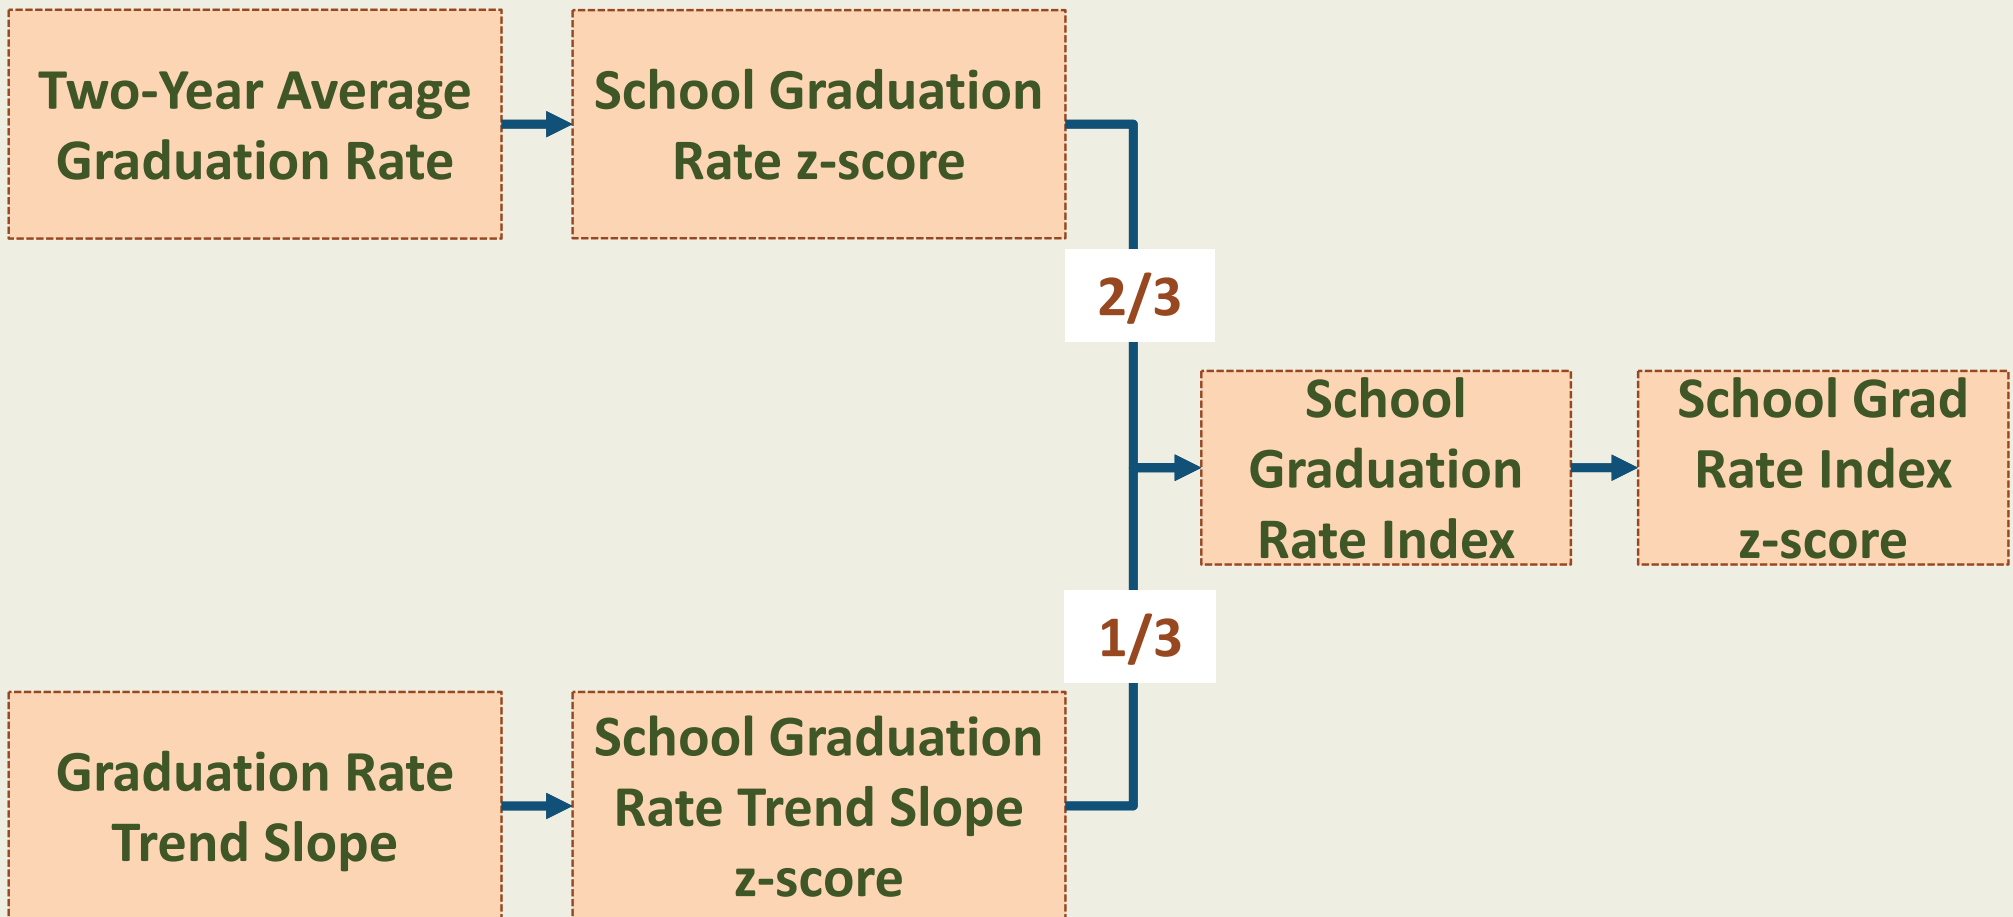 Two-Year Average
Graduation Rate
School Graduation
Rate z-score
2/3
School
Graduation
Rate Index
School Grad
Rate Index
z-score
1/3
Graduation Rate
Trend Slope
School Graduation
Rate Trend Slope
z-score